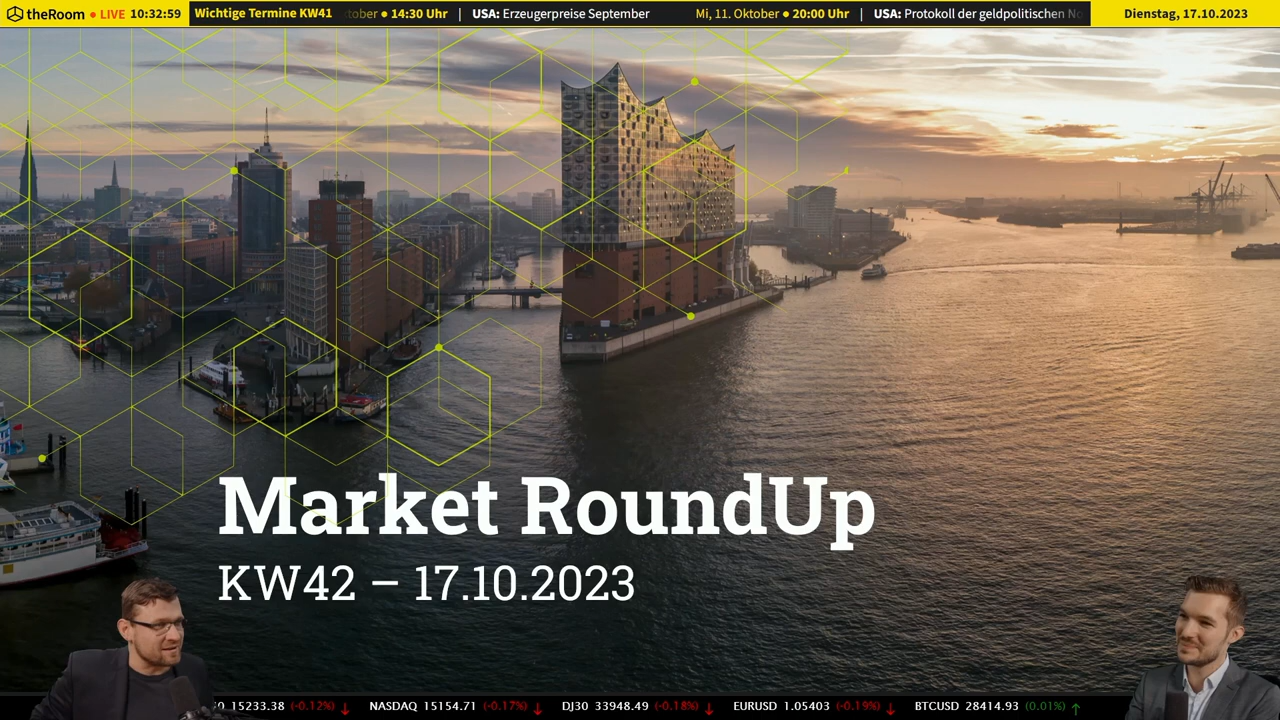 theRoom ● LIVE 10:32:59
Wichtige Termine KW41
● 14:30 Uhr | USA: Erzeugerpreise September
Mi, 11. Oktober ● 20:00 Uhr | USA: Protokoll der geldpolitischen
Dienstag, 17.10.2023
Market RoundUp
KW42 – 17.10.2023
15233.38 (-0.12%) ↓ NASDAQ 15154.71 (-0.17%) ↓ DJ30 33948.49 (-0.18%) ↓ EURUSD 1.05403 (-0.19%) ↓ BTCUSD 28414.93 (0.01%) ↑